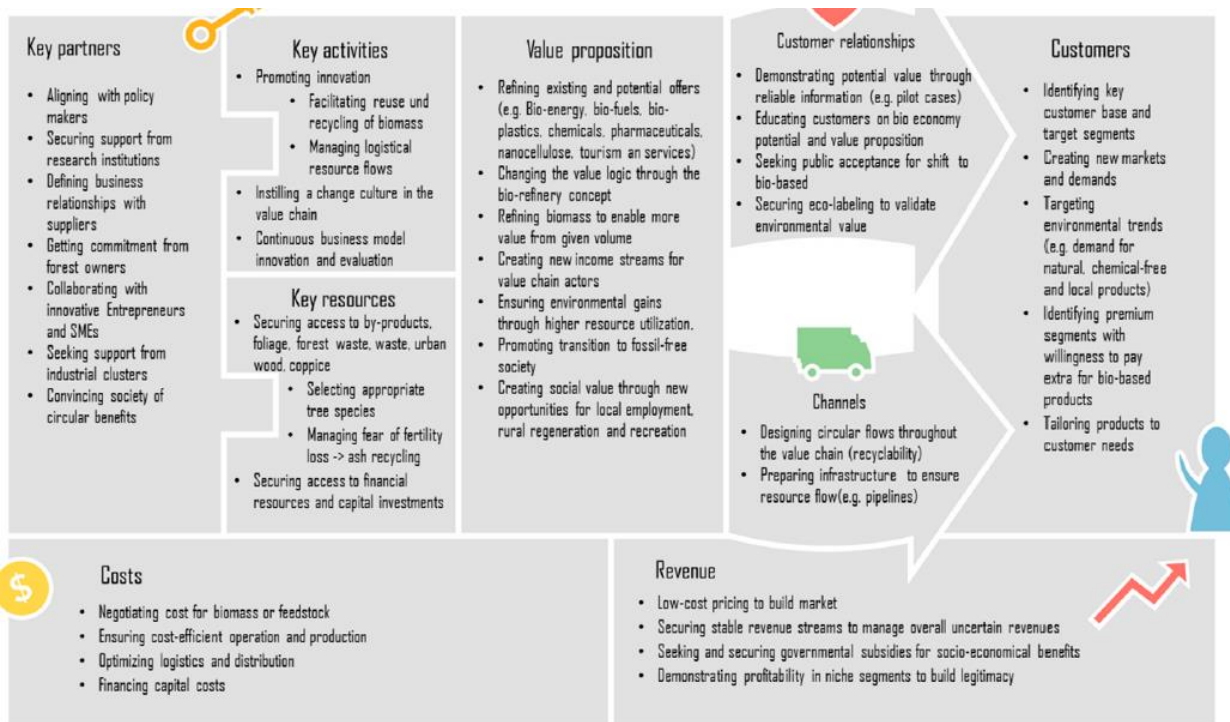 Key partners
• Aligning with policy
makers
• Securing support from
research institutions
• Defining business
relationships with
suppliers
• Getting commitment from
forest owners
• Collaborating with
innovative Entrepreneurs
and SMEs
• Seeking support from
industrial clusters
• Convincing society of
circular benefits
Key activities
• Promoting innovation
• Facilitating reuse und
recycling of biomass
• Managing logistical
resource flows
• Instilling a change culture in the
value chain
• Continuous business model
innovation and evaluation
Key resources
• Securing access to by-products,
foliage, forest waste, waste, urban
wood, coppice
• Selecting appropriate
tree species
• Managing fear of fertility
loss -> ash recycling
• Securing access to financial
resources and capital investments
Value proposition
• Refining existing and potential offers
(e.g. Bio-energy, bio-fuels, bio-
plastics, chemicals, pharmaceuticals,
nanocellulose, tourism an services)
• Changing the value logic through the
bio-refinery concept
• Refining biomass to enable more
value from given volume
• Creating new income streams for
value chain actors
• Ensuring environmental gains
through higher resource utilization,
• Promoting transition to fossil-free
society
• Creating social value through new
opportunities for local employment,
rural regeneration and recreation
Customer relationships
• Demonstrating potential value through
reliable information (e.g. pilot cases)
• Educating customers on bio economy
potential and value proposition
• Seeking public acceptance for shift to
bio-based
• Securing eco-labeling to validate
environmental value
Channels
• Designing circular flows throughout
the value chain (recyclability)
• Preparing infrastructure to ensure
resource flow(e.g. pipelines)
Customers
• Identifying key
customer base and
target segments
• Creating new markets
and demands
• Targeting
environmental trends
(e.g. demand for
natural, chemical-free
and local products)
• Identifying premium
segments with
willingness to pay
extra for bio-based
products
• Tailoring products to
customer needs
$
Costs
• Negotiating cost for biomass or feedstock
• Ensuring cost-efficient operation and production
• Optimizing logistics and distribution
• Financing capital costs
Revenue
• Low-cost pricing to build market
• Securing stable revenue streams to manage overall uncertain revenues
• Seeking and securing governmental subsidies for socio-economical benefits
• Demonstrating profitability in niche segments to build legitimacy